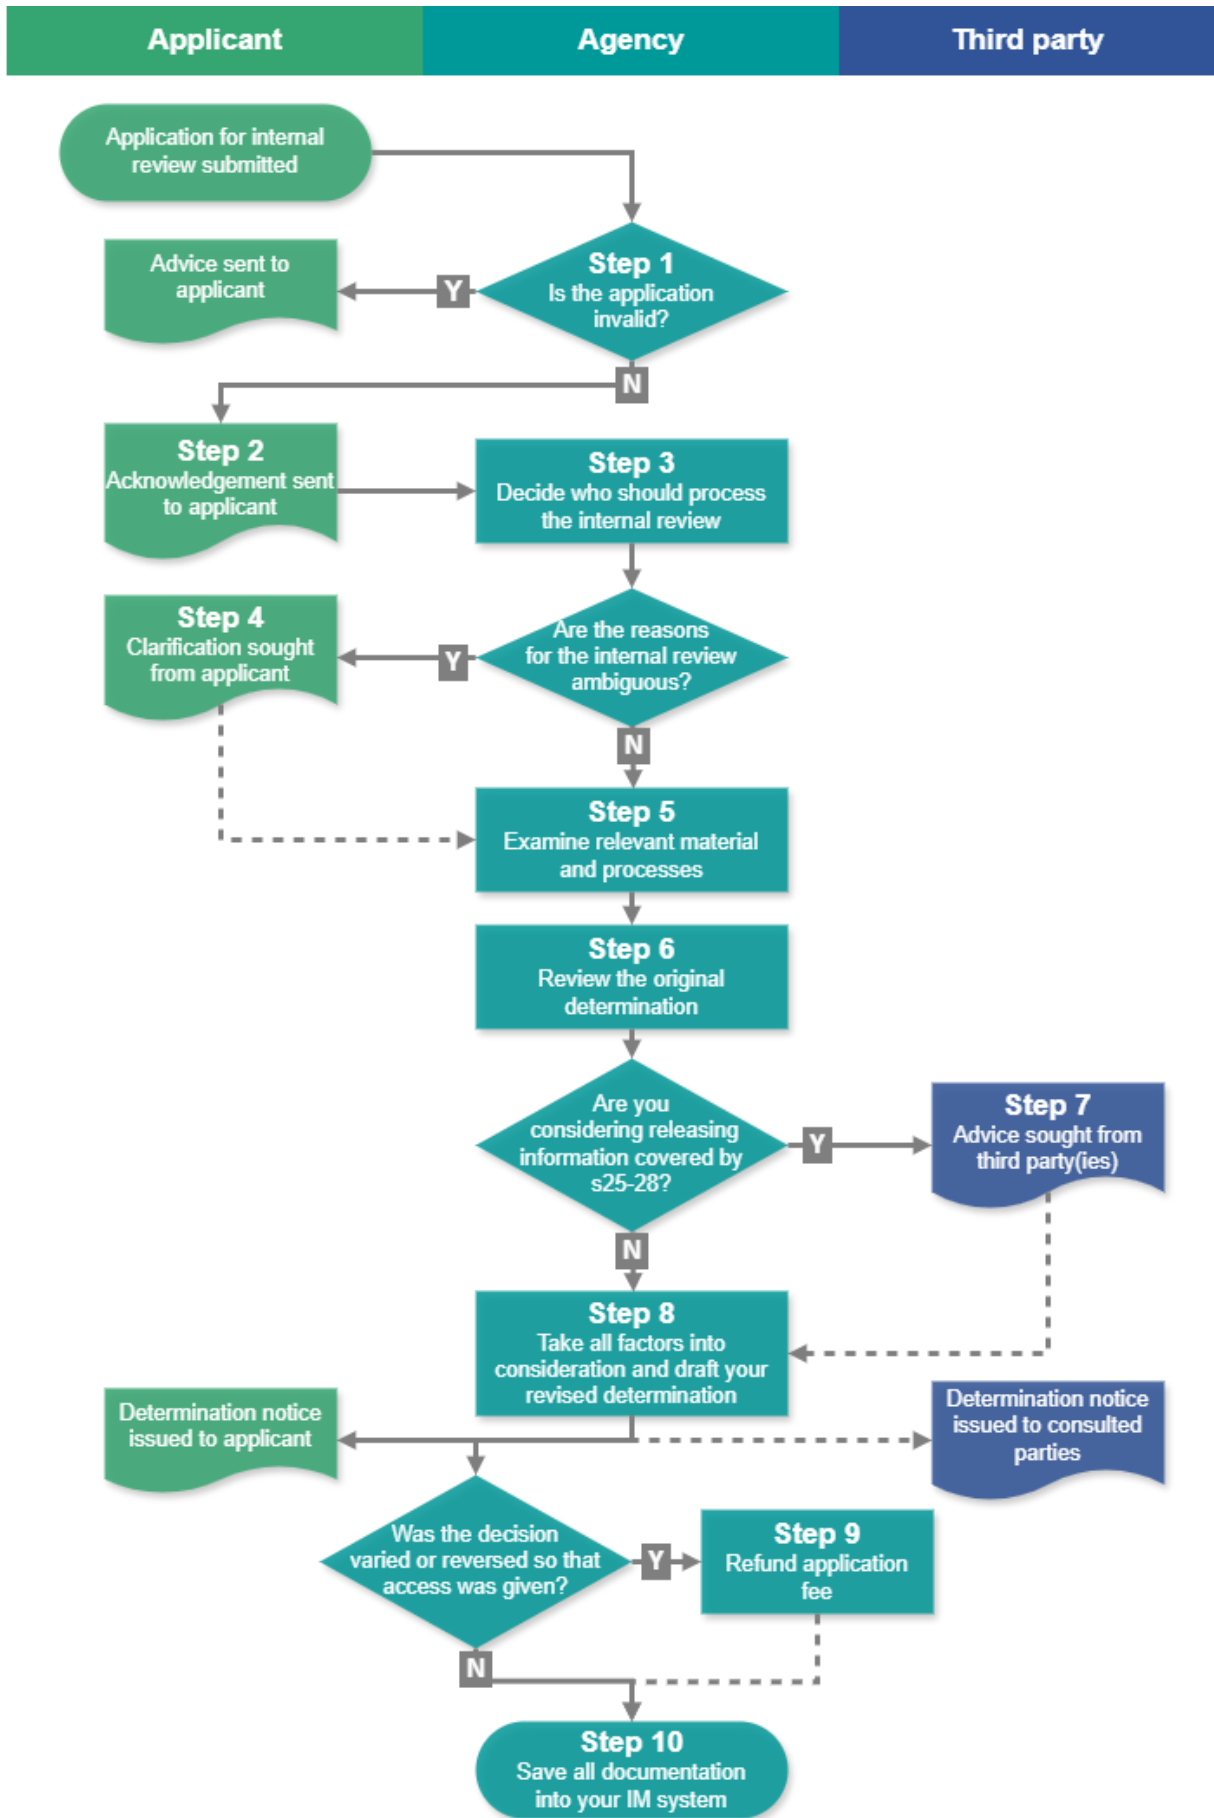 Applicant
Agency
Third party
Application for internal
review submitted
Step 1
Is the application
invalid?
Y
Advice sent to
applicant
N
Step 2
Acknowledgement sent
to applicant
Step 3
Decide who should process
the internal review
Are the reasons
for the internal review
ambiguous?
Y
Step 4
Clarification sought
from applicant
N
Step 5
Examine relevant material
and processes
Step 6
Review the original
determination
Are you
considering releasing
information covered by
s25-28?
Y
Step 7
Advice sought from
third party(ies)
N
Step 8
Take all factors into
consideration and draft your
revised determination
Determination notice
issued to applicant
Determination notice
issued to consulted
parties
Was the decision
varied or reversed so that
access was given?
Y
Step 9
Refund application
fee
N
Step 10
Save all documentation
into your IM system